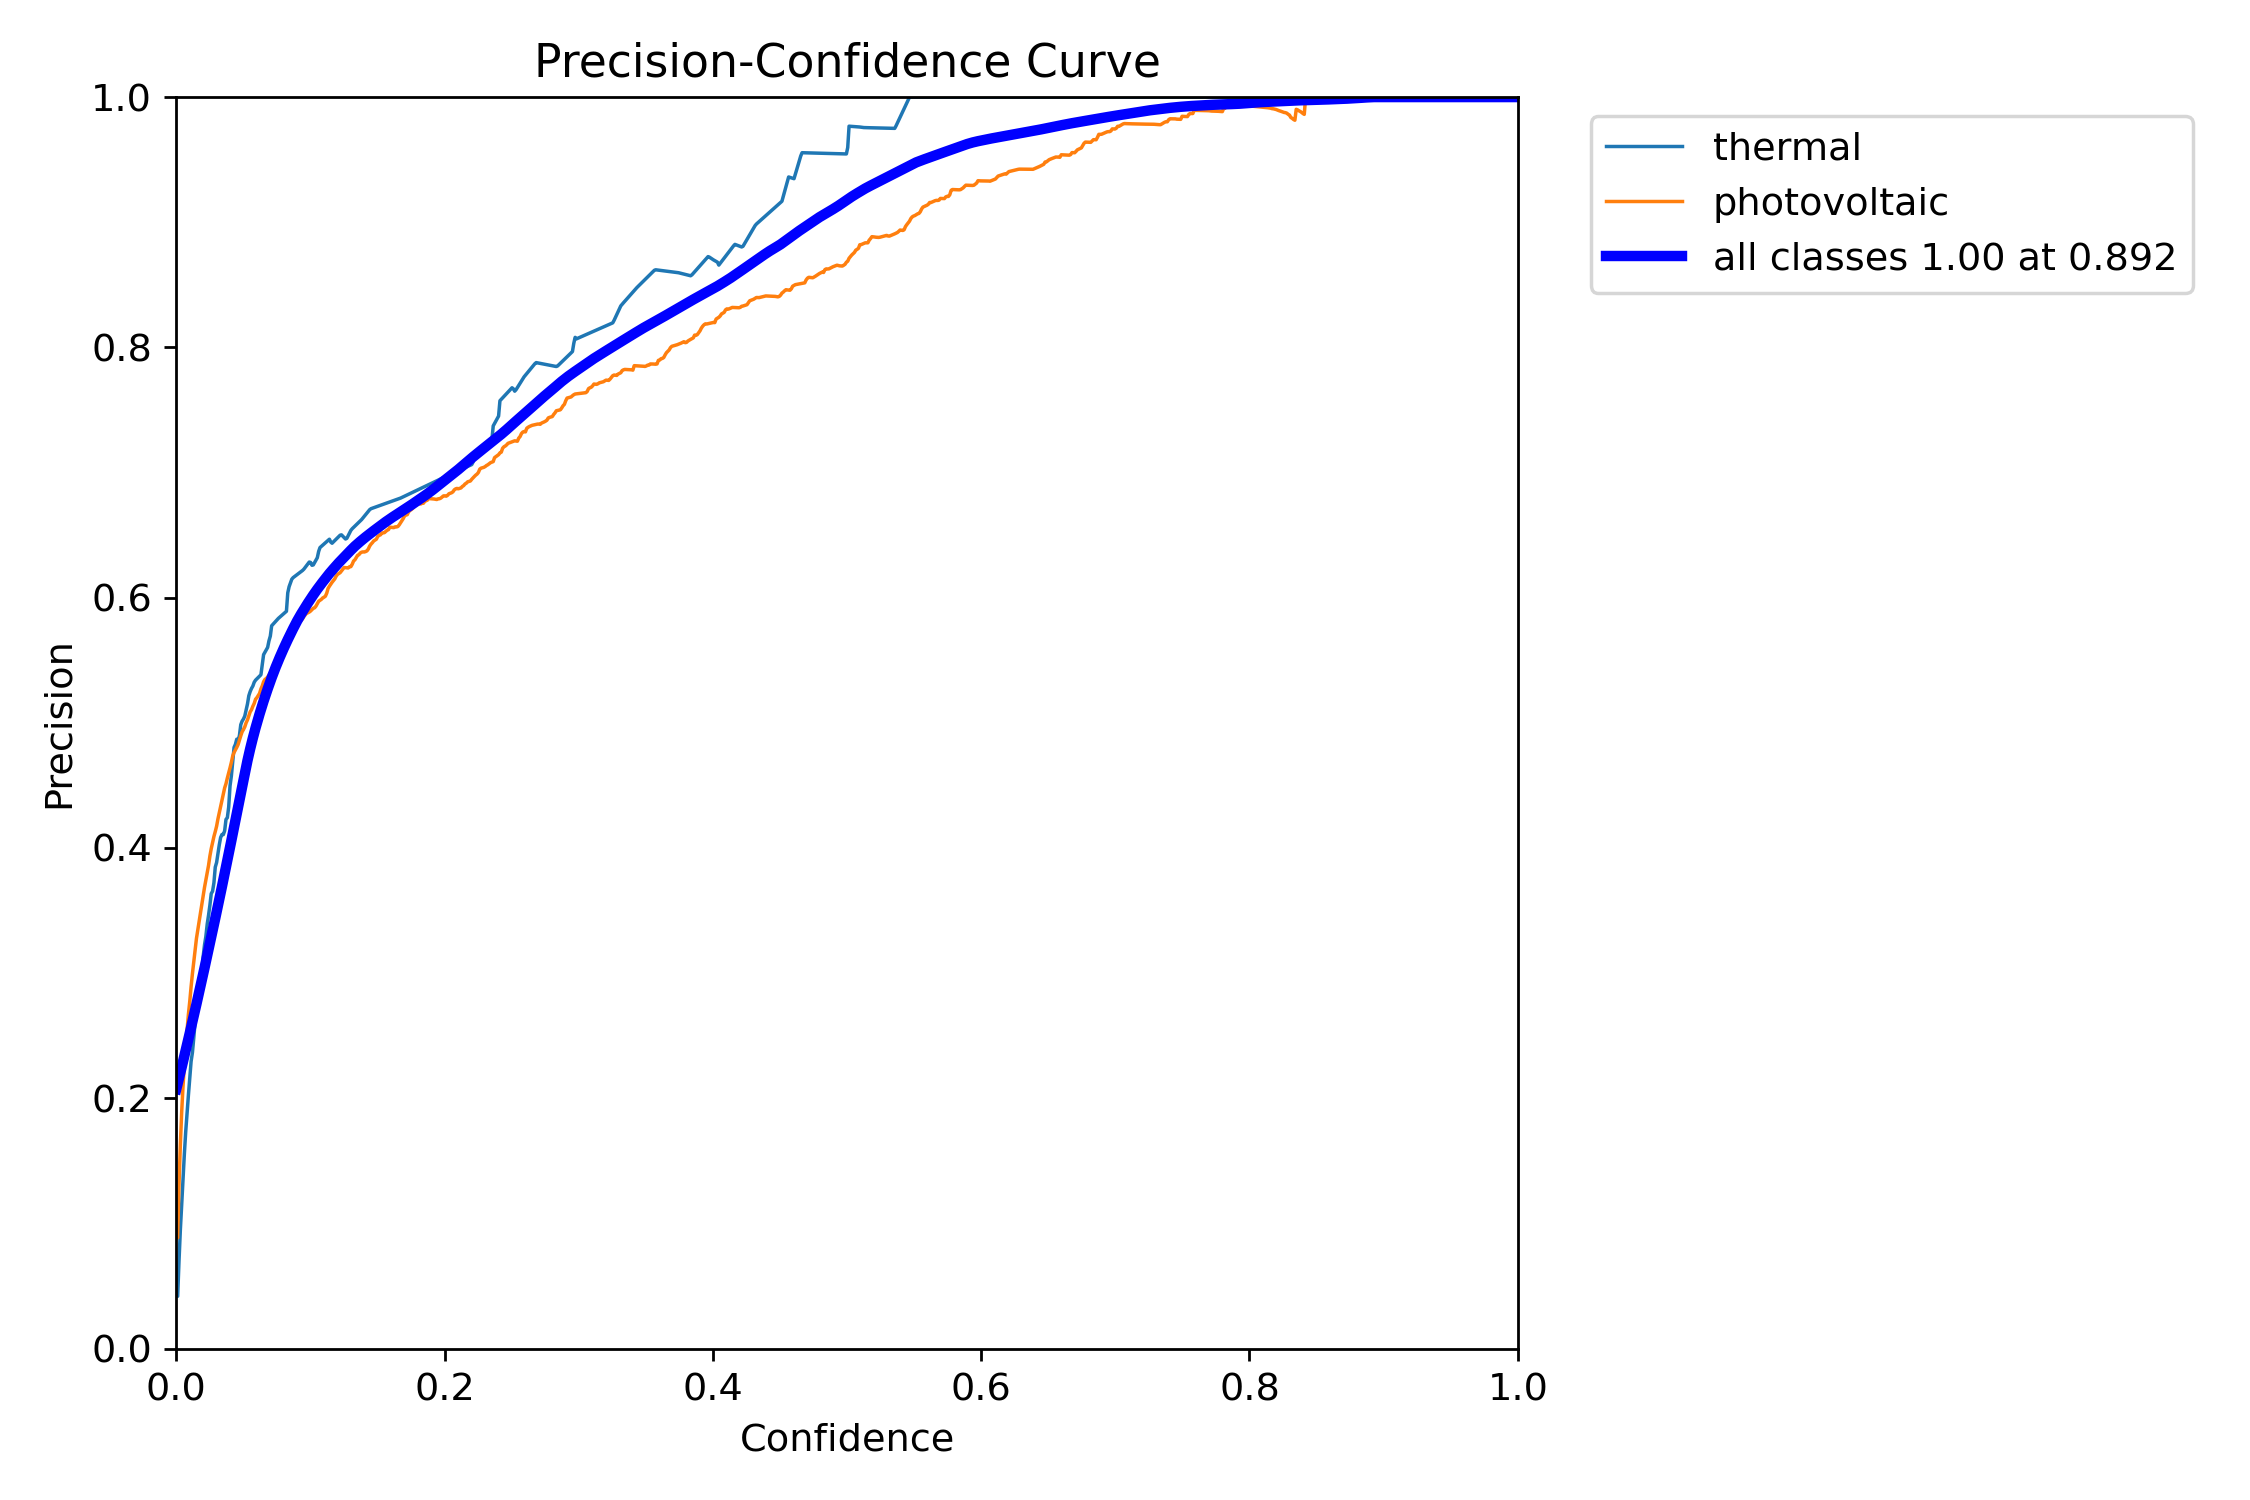 Precision-Confidence Curve
1.0
0.8
0.6
0.4
0.2
0.0
Precision
0.0 0.2 0.4 0.6 0.8 1.0
Confidence
thermal
photovoltaic
all classes 1.00 at 0.892